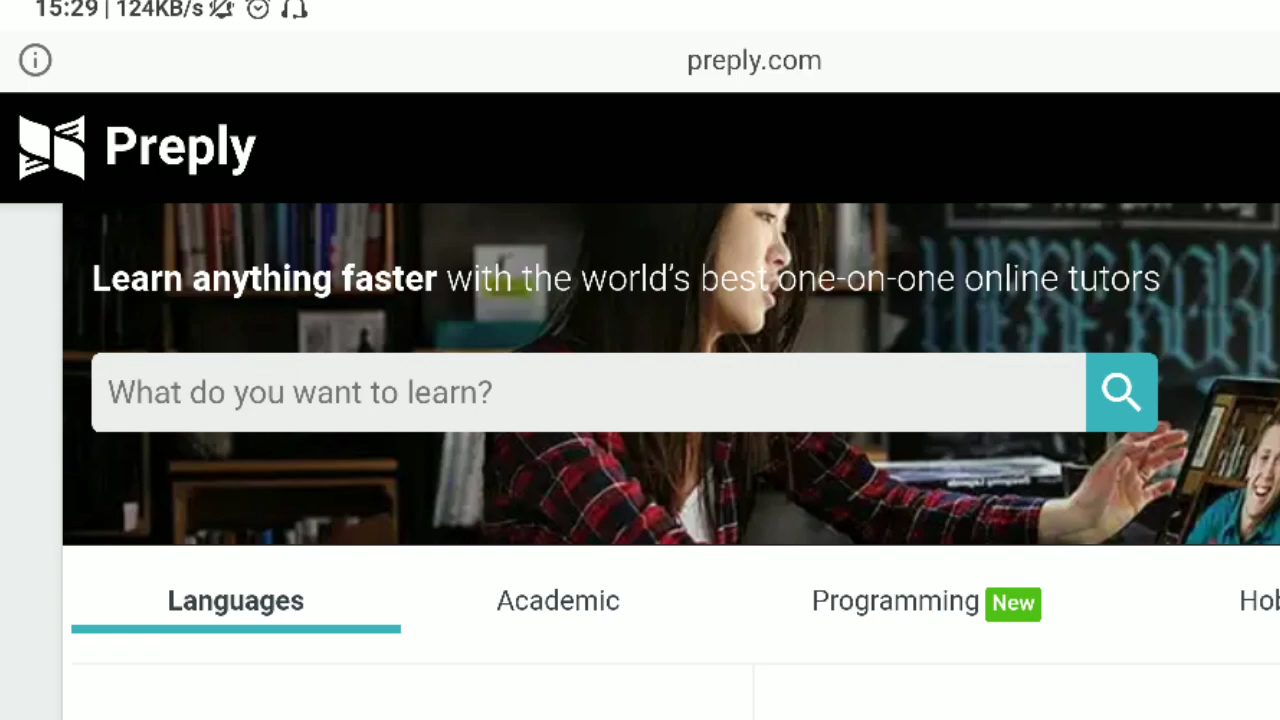 15:29 | 124KB/s
preply.com
Preply
Learn anything faster with the world's best one-on-one online tutors
What do you want to learn?
Languages
Academic
Programming New
Hob